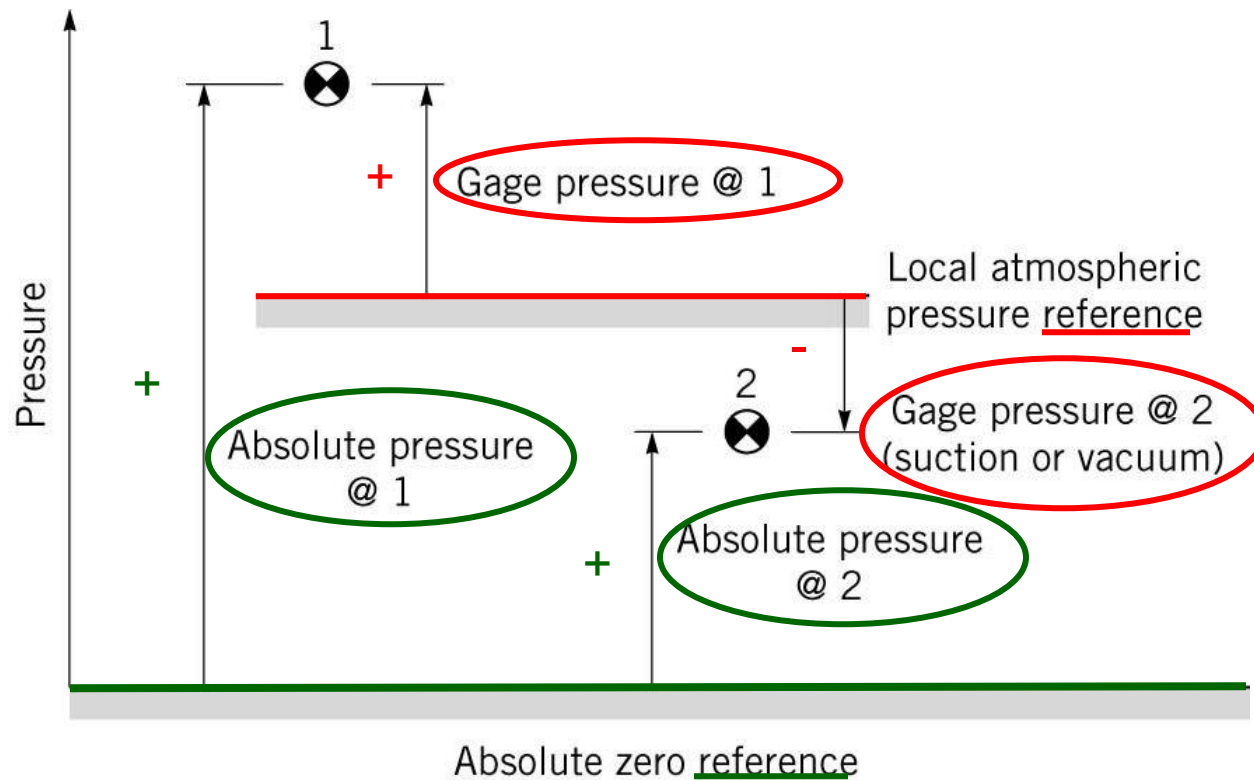 1
+
Gage pressure @ 1
Local atmospheric
pressure reference
-
Pressure
+
2
Gage pressure @ 2
(suction or vacuum)
Absolute pressure
@ 1
Absolute pressure
@ 2
+
Absolute zero reference